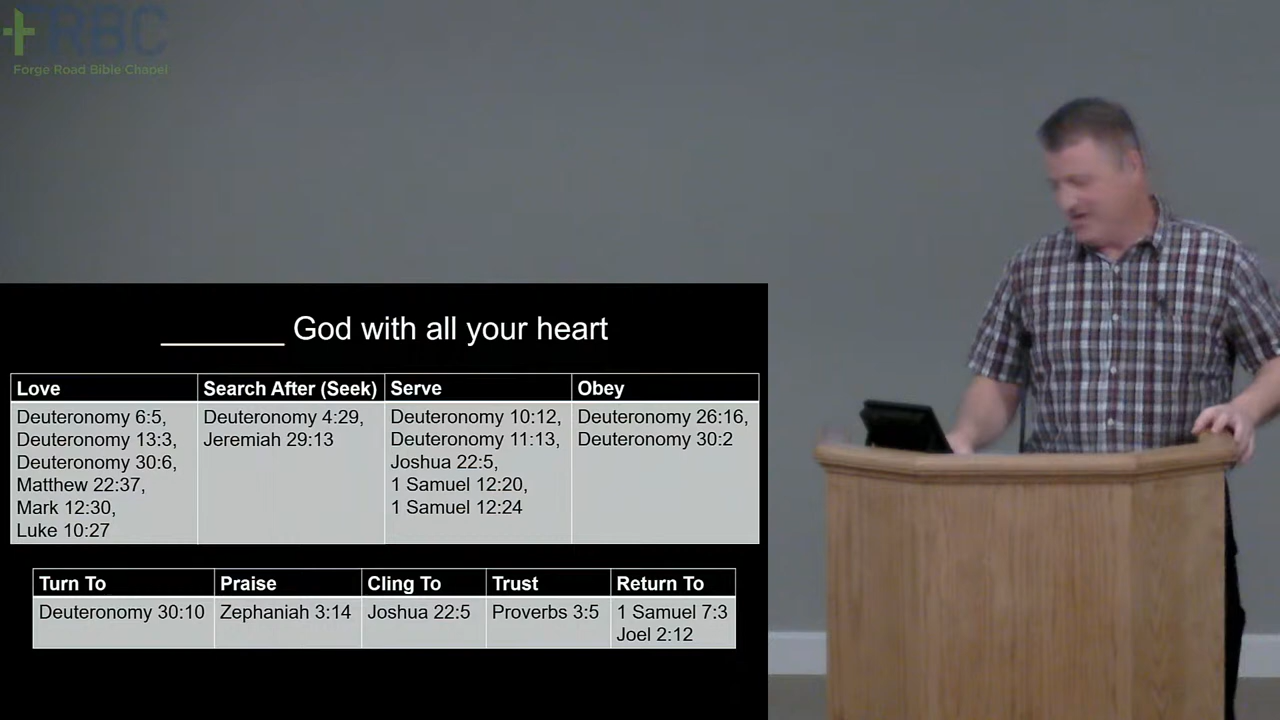 FRBC
Forge Road Bible Chapel
_______ God with all your heart
Love
Search After (Seek)
Serve
Obey
Deuteronomy 6:5,
Deuteronomy 13:3,
Deuteronomy 30:6,
Matthew 22:37,
Mark 12:30,
Luke 10:27
Deuteronomy 4:29,
Jeremiah 29:13
Deuteronomy 10:12,
Deuteronomy 11:13,
Joshua 22:5,
1 Samuel 12:20,
1 Samuel 12:24
Deuteronomy 26:16,
Deuteronomy 30:2
Turn To
Praise
Cling To
Trust
Return To
Deuteronomy 30:10
Zephaniah 3:14
Joshua 22:5
Proverbs 3:5
1 Samuel 7:3
Joel 2:12